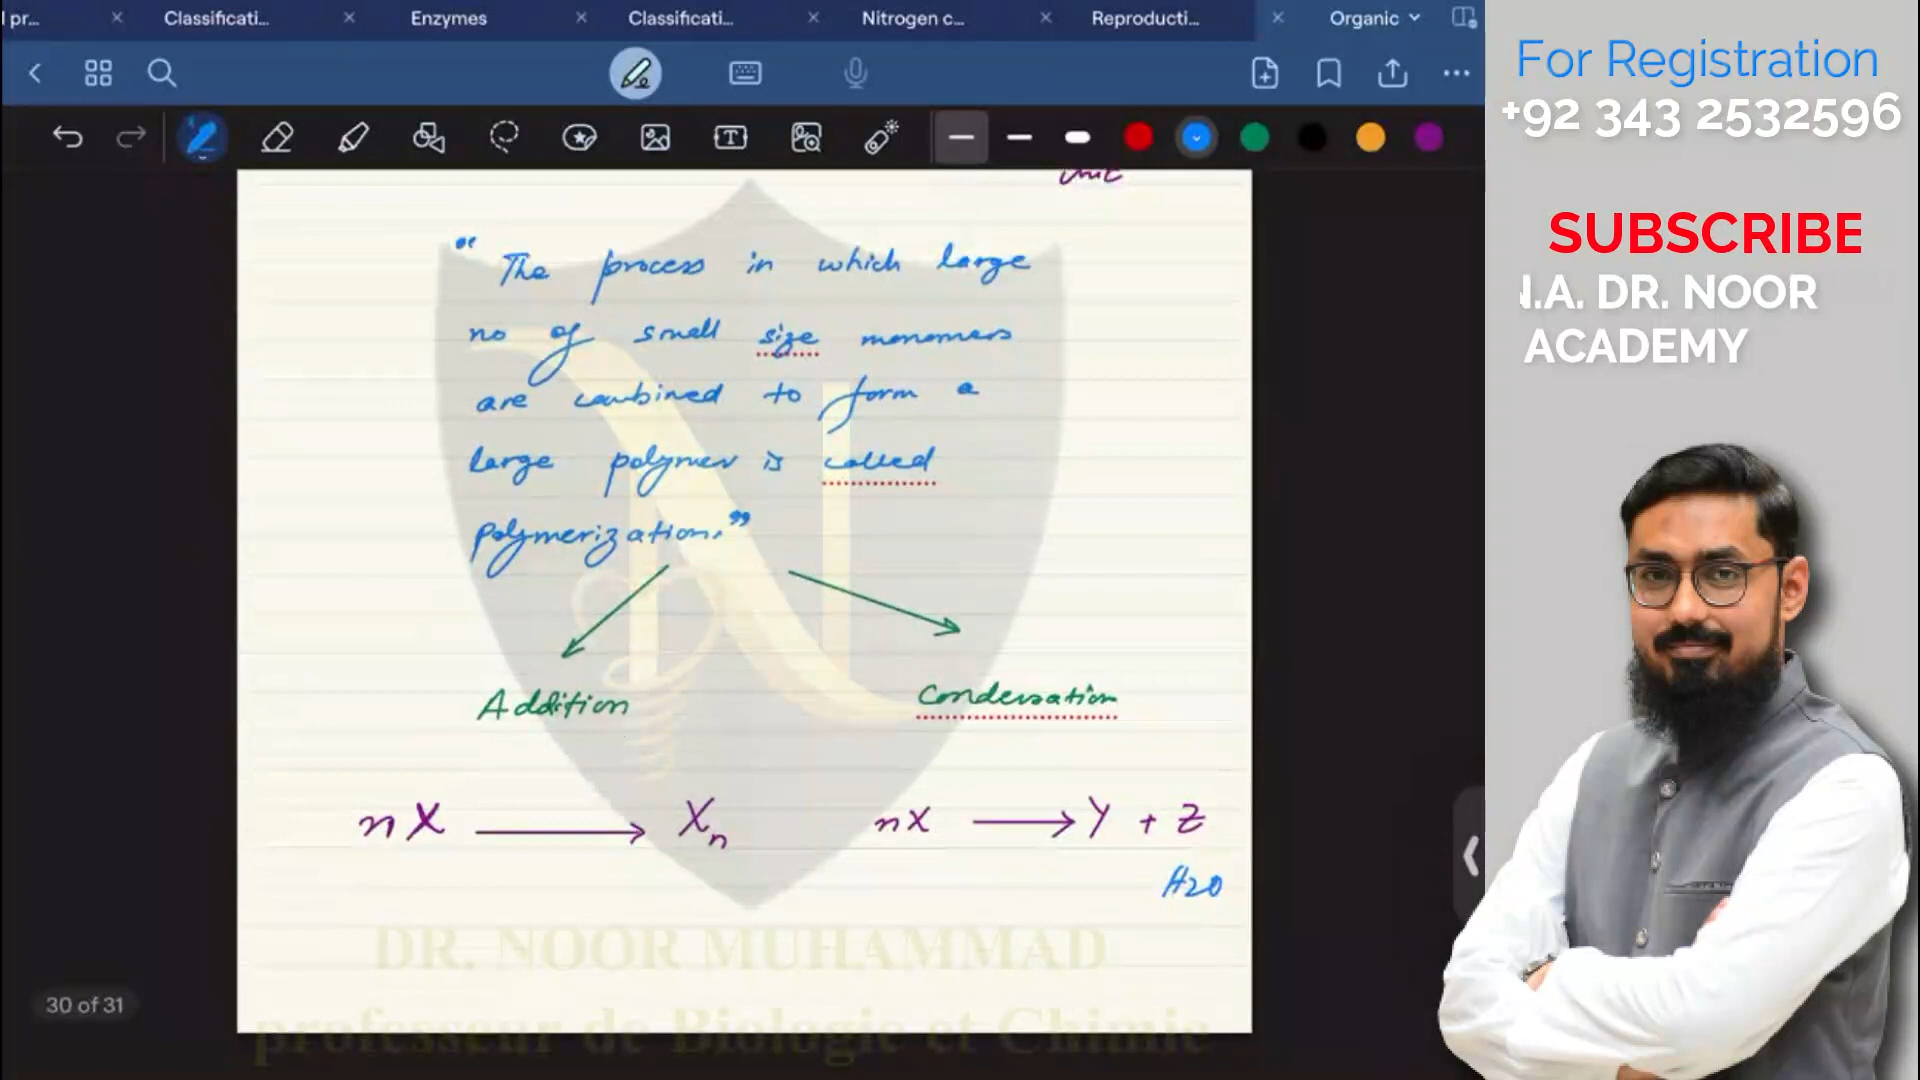 pr...
Classificati...
Enzymes
Classificati...
Nitrogen c...
Reproducti...
Organic
For Registration
+92 343 2532596
SUBSCRIBE
N.A. DR. NOOR
ACADEMY
unit
“ The process in which large
no of small size monomers
are combined to form a
large polymer is called
polymerization.”
Addition
Condensation
nX → Xn
nX → Y + Z
H2O
DR. NOOR MUHAMMAD
professeur de Biologie et Chimie
30 of 31